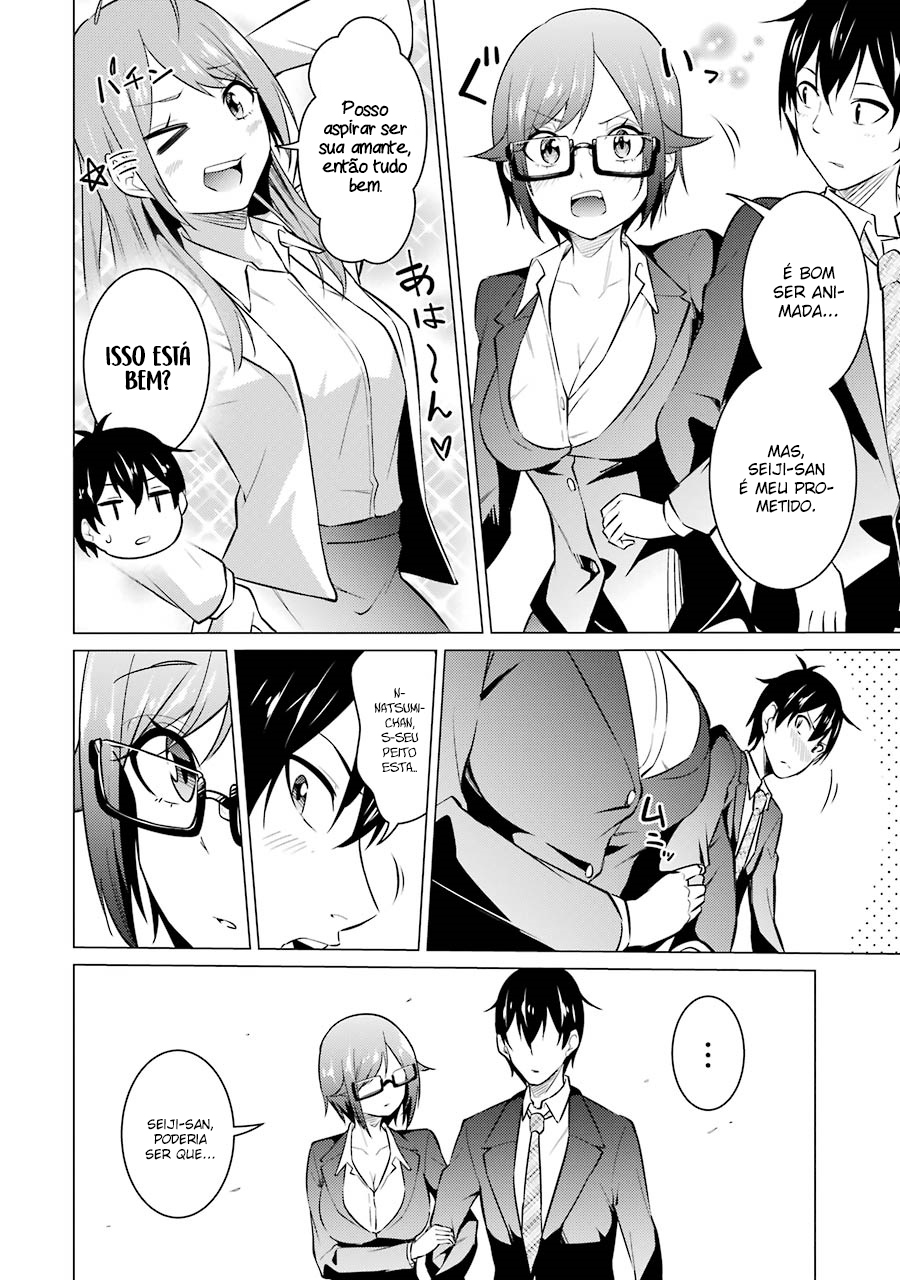 ぐ
いっ
É BOM
SER ANI-
MADA...
MAS,
SEIJI-SAN
É MEU PRO-
METIDO.
パチン
Posso
aspirar ser
sua amante,
então tudo
bem.
あは～ん♡
ISSO ESTÁ
BEM?
ムニッ
N-
NATSUMI-
CHAN,
S-SEU
PEITO
ESTA..
...
SEIJI-SAN,
PODERIA
SER QUE...